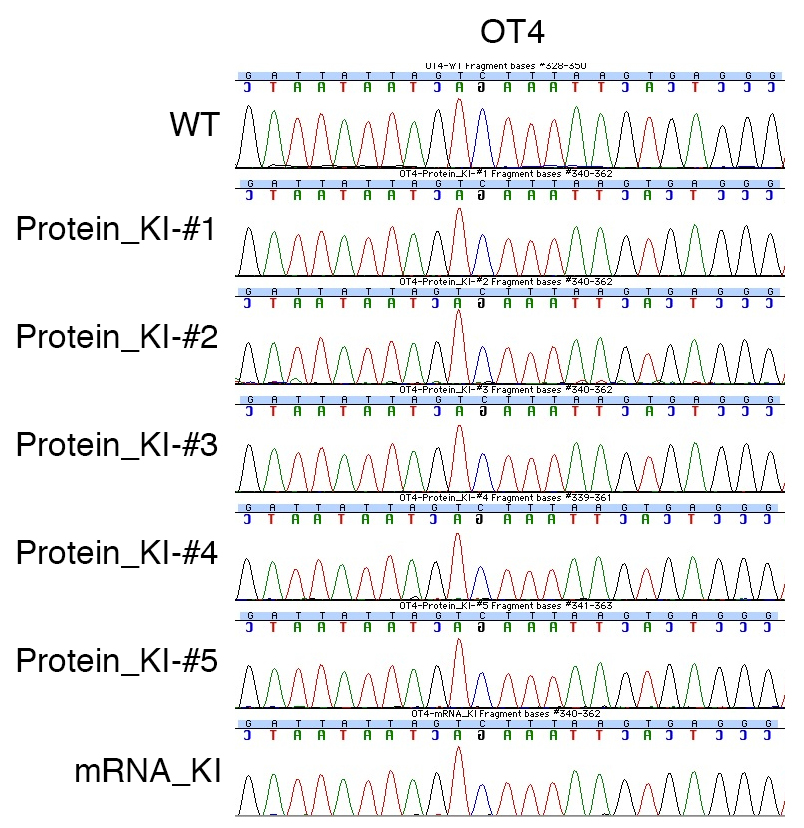 OT4
OT4-WT Fragment bases #328-350
G A T T A T T A G T C T T T A A G T G A G G G
C T A A T A A T C A G A A A T T C A C T C C C
WT
OT4-Protein_KI-#1 Fragment bases #340-362
G A T T A T T A G T C T T T A A G T G A G G G
C T A A T A A T C A G A A A T T C A C T C C C
Protein_KI-#1
OT4-Protein_KI-#2 Fragment bases #340-362
G A T T A T T A G T C T T T A A G T G A G G G
C T A A T A A T C A G A A A T T C A C T C C C
Protein_KI-#2
OT4-Protein_KI-#3 Fragment bases #340-362
G A T T A T T A G T C T T T A A G T G A G G G
C T A A T A A T C A G A A A T T C A C T C C C
Protein_KI-#3
OT4-Protein_KI-#4 Fragment bases #339-361
G A T T A T T A G T C T T T A A G T G A G G G
C T A A T A A T C A G A A A T T C A C T C C C
Protein_KI-#4
OT4-Protein_KI-#5 Fragment bases #341-363
G A T T A T T A G T C T T T A A G T G A G G G
C T A A T A A T C A G A A A T T C A C T C C C
Protein_KI-#5
OT4-mRNA_KI Fragment bases #340-362
G A T T A T T A G T C T T T A A G T G A G G G
C T A A T A A T C A G A A A T T C A C T C C C
mRNA_KI